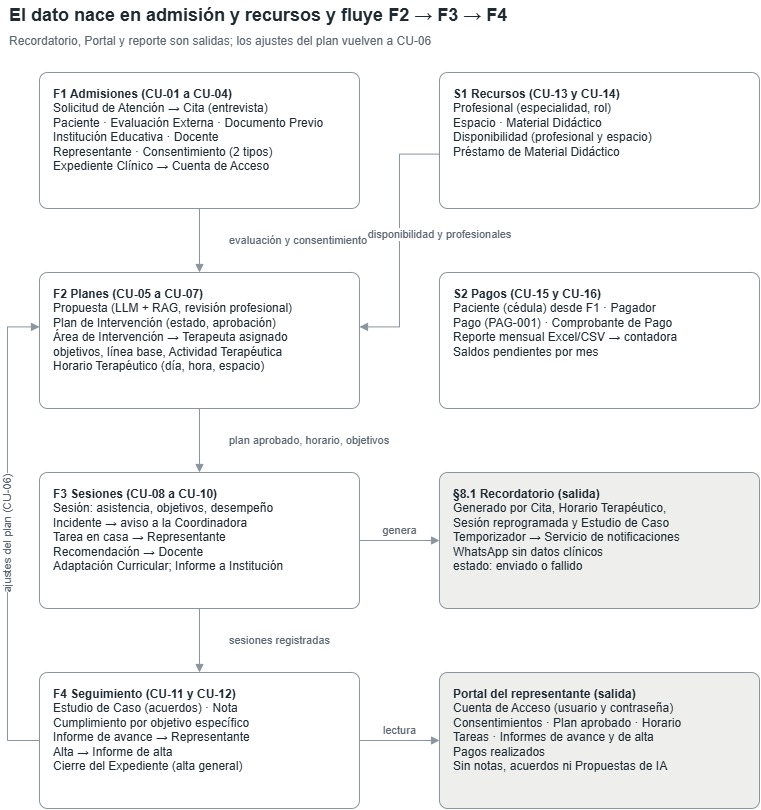 El dato nace en admisión y recursos y fluye F2 → F3 → F4
Recordatorio, Portal y reporte son salidas; los ajustes del plan vuelven a CU-06
F1 Admisiones (CU-01 a CU-04)
Solicitud de Atención → Cita (entrevista)
Paciente · Evaluación Externa · Documento Previo
Institución Educativa · Docente
Representante · Consentimiento (2 tipos)
Expediente Clínico → Cuenta de Acceso
S1 Recursos (CU-13 y CU-14)
Profesional (especialidad, rol)
Espacio · Material Didáctico
Disponibilidad (profesional y espacio)
Préstamo de Material Didáctico
evaluación y consentimiento
disponibilidad y profesionales
F2 Planes (CU-05 a CU-07)
Propuesta (LLM + RAG, revisión profesional)
Plan de Intervención (estado, aprobación)
Área de Intervención → Terapeuta asignado
objetivos, línea base, Actividad Terapéutica
Horario Terapéutico (día, hora, espacio)
S2 Pagos (CU-15 y CU-16)
Paciente (cédula) desde F1 · Pagador
Pago (PAG-001) · Comprobante de Pago
Reporte mensual Excel/CSV → contadora
Saldos pendientes por mes
plan aprobado, horario, objetivos
F3 Sesiones (CU-08 a CU-10)
Sesión: asistencia, objetivos, desempeño
Incidente → aviso a la Coordinadora
Tarea en casa → Representante
Recomendación → Docente
Adaptación Curricular; Informe a Institución
genera
§8.1 Recordatorio (salida)
Generado por Cita, Horario Terapéutico,
Sesión reprogramada y Estudio de Caso
Temporizador → Servicio de notificaciones
WhatsApp sin datos clínicos
estado: enviado o fallido
ajustes del plan (CU-06)
sesiones registradas
F4 Seguimiento (CU-11 y CU-12)
Estudio de Caso (acuerdos) · Nota
Cumplimiento por objetivo específico
Informe de avance → Representante
Alta → Informe de alta
Cierre del Expediente (alta general)
lectura
Portal del representante (salida)
Cuenta de Acceso (usuario y contraseña)
Consentimientos · Plan aprobado · Horario
Tareas · Informes de avance y de alta
Pagos realizados
Sin notas, acuerdos ni Propuestas de IA